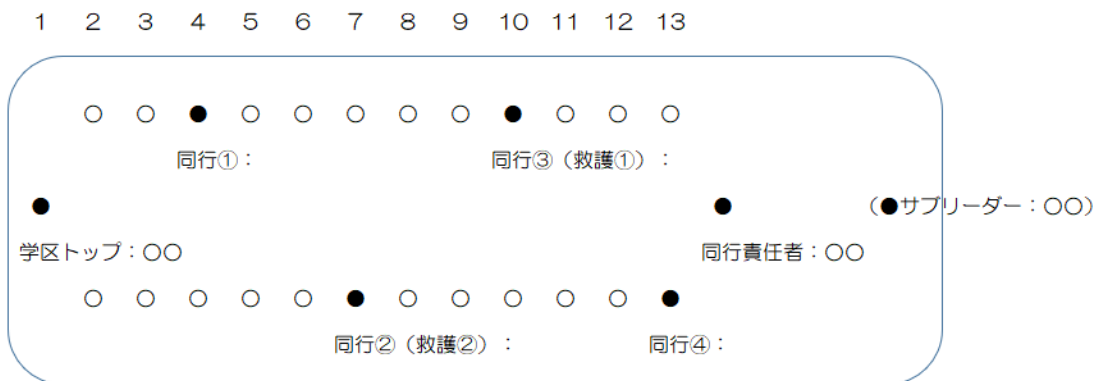 1 2 3 4 5 6 7 8 9 10 11 12 13
○ ○ ● ○ ○ ○ ○ ○ ● ○ ○ ○
同行①： 同行③（救護①）：
● ● （●サブリーダー：〇〇）
学区トップ：〇〇 同行責任者：〇〇
○ ○ ○ ○ ○ ● ○ ○ ○ ○ ○ ●
同行②（救護②）： 同行④：